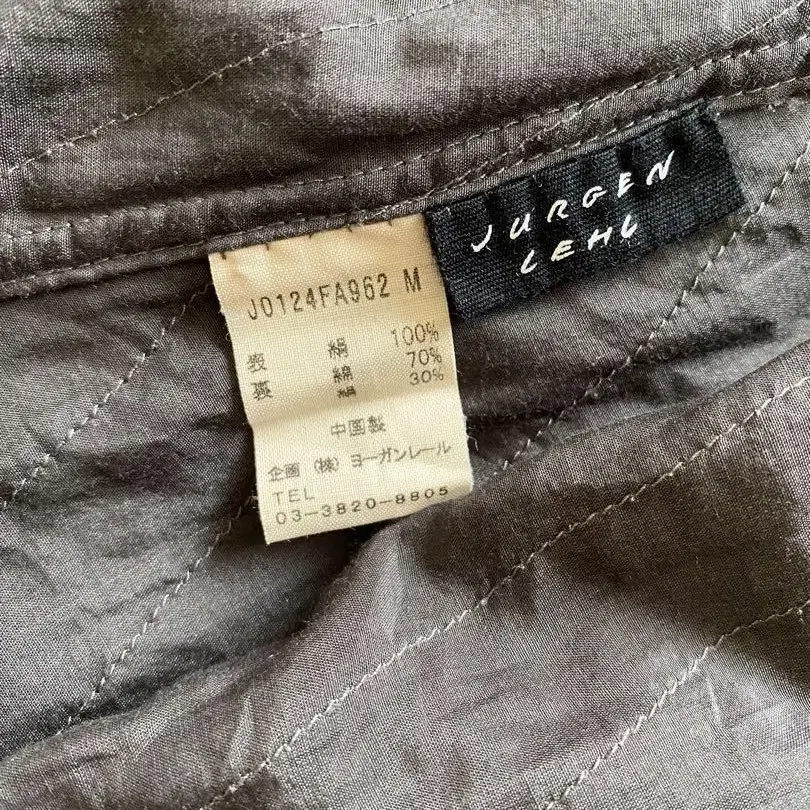 JURGEN
LEHL
J0124FA962 M
表 絹 100%
裏 綿 70%
絹 30%
中国製
企画 (株) ヨーガンレール
TEL
03-3820-8805